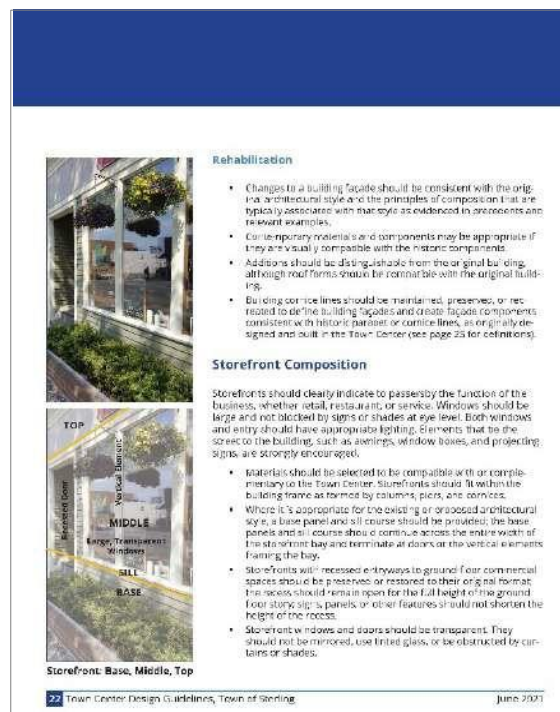 Rehabilitation
• Changes to a building façade should be consistent with the orig-
inal architectural style and the principles of composition that are
typically associated with that style as evidenced in precedents and
relevant examples.
• Contemporary materials and components may be appropriate if
they are visually compatible with the historic components.
• Additions should be distinguishable from the original building,
although roof forms should be compatible with the original build-
ing.
• Building cornice lines should be maintained, preserved, or rec
reated to define building façades and create façade components
consistent with historic parapet or cornice lines, as originally de-
signed and built in the Town Center (see page 25 for definitions).
Storefront Composition
Storefronts should clearly indicate to passersby the function of the
business, whether retail, restaurant, or service. Windows should be
large and not blocked by signs or shades at eye level. Both windows
and entry should have appropriate lighting. Elements that tie the
street to the building, such as awnings, window boxes, and projecting
signs, are strongly encouraged.
• Materials should be selected to be compatible with or comple-
mentary to the Town Center. Storefronts should fit within the
building frame as formed by columns, piers, and cornices.
• Where it is appropriate for the existing or proposed architectural
style, a base panel and sill course should be provided; the base
panels and sill course should continue across the entire width of
the storefront bay and terminate at doors or the vertical elements
framing the bay.
• Storefronts with recessed entryways to ground floor commercial
spaces should be preserved or restored to their original format;
the recess should remain open for the full height of the ground
floor story; signs, panels, or other features should not shorten the
height of the recess.
• Storefront windows and doors should be transparent. They
should not be mirrored, use tinted glass, or be obstructed by cur-
tains or shades.
TOP
Vertical Element
Recessed Door
MIDDLE
Large, Transparent
Windows
SILL
BASE
Storefront: Base, Middle, Top
22 Town Center Design Guidelines, Town of Sterling
June 2021